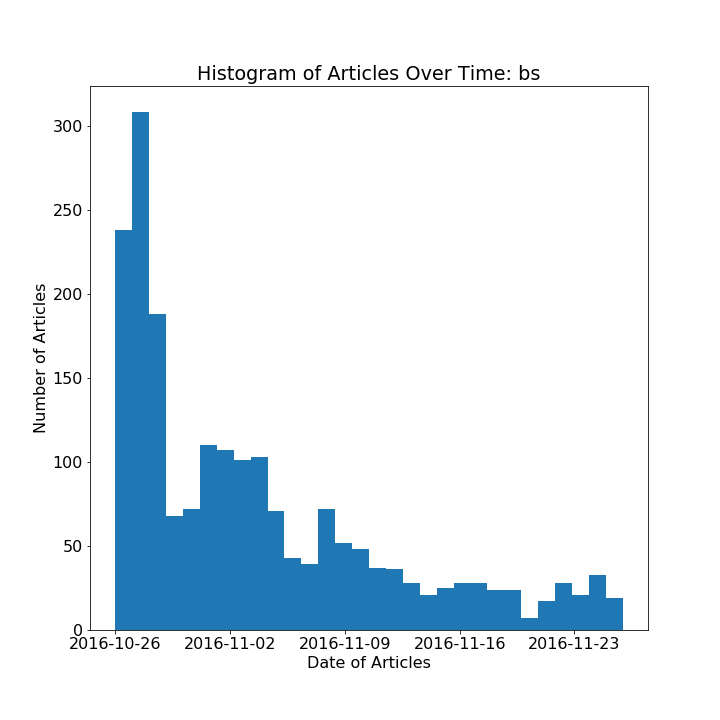 Histogram of Articles Over Time: bs
Number of Articles
300
250
200
150
100
50
0
2016-10-26 2016-11-02 2016-11-09 2016-11-16 2016-11-23
Date of Articles